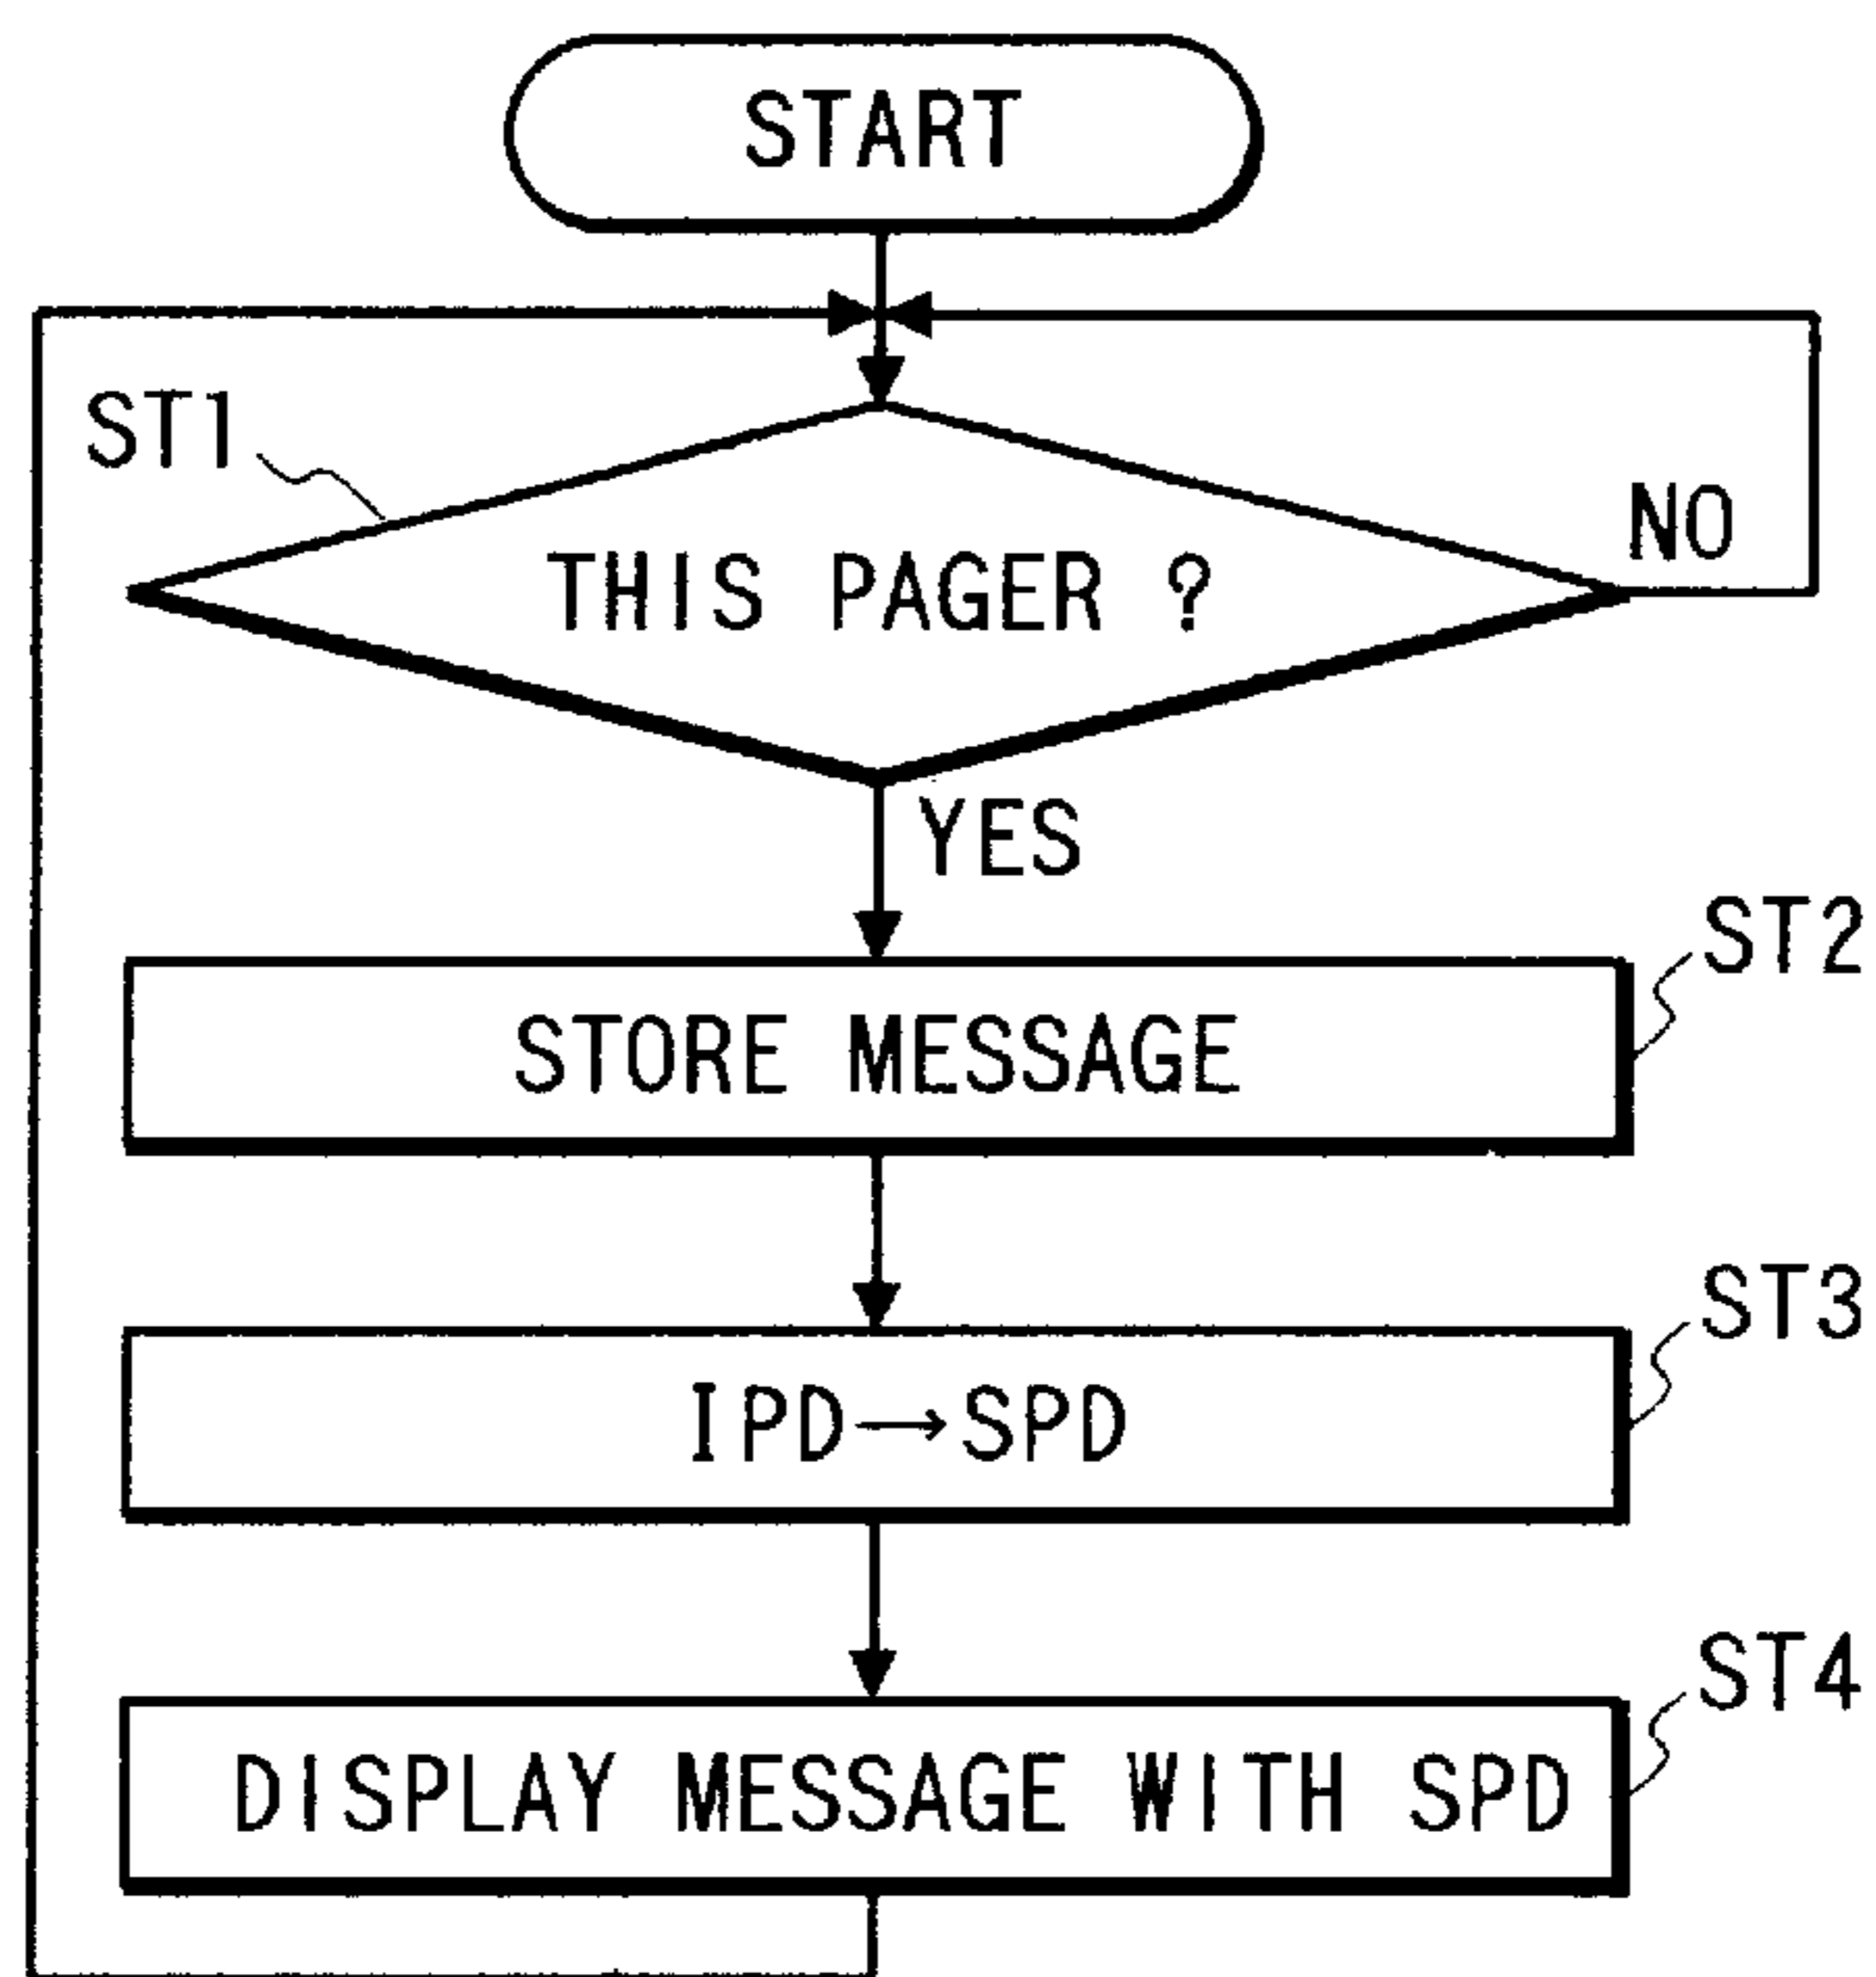 START
ST1
NO
THIS PAGER ?
YES
ST2
STORE MESSAGE
ST3
IPD→SPD
ST4
DISPLAY MESSAGE WITH SPD